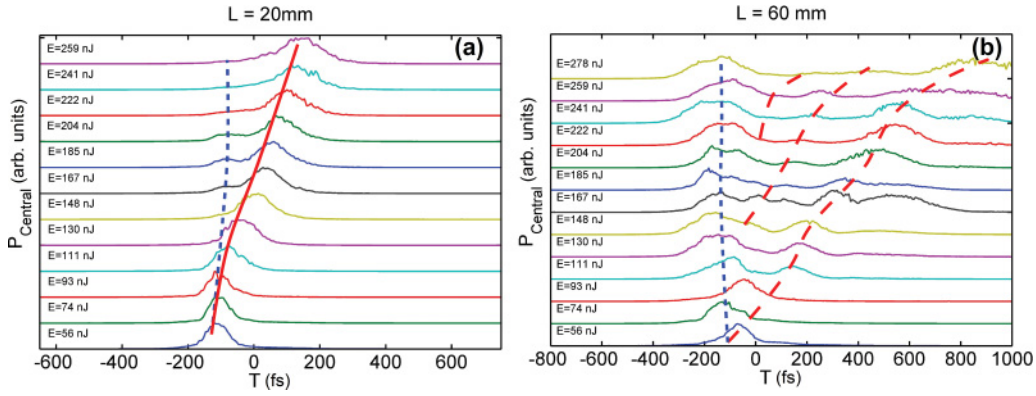 L = 20mm
(a)
E=259 nJ
E=241 nJ
E=222 nJ
E=204 nJ
E=185 nJ
E=167 nJ
E=148 nJ
E=130 nJ
E=111 nJ
E=93 nJ
E=74 nJ
E=56 nJ
P_Central (arb. units)
-600 -400 -200 0 200 400 600
T (fs)
L = 60 mm
(b)
E=278 nJ
E=259 nJ
E=241 nJ
E=222 nJ
E=204 nJ
E=185 nJ
E=167 nJ
E=148 nJ
E=130 nJ
E=111 nJ
E=93 nJ
E=74 nJ
E=56 nJ
P_Central (arb. units)
-800 -600 -400 -200 0 200 400 600 800 1000
T (fs)